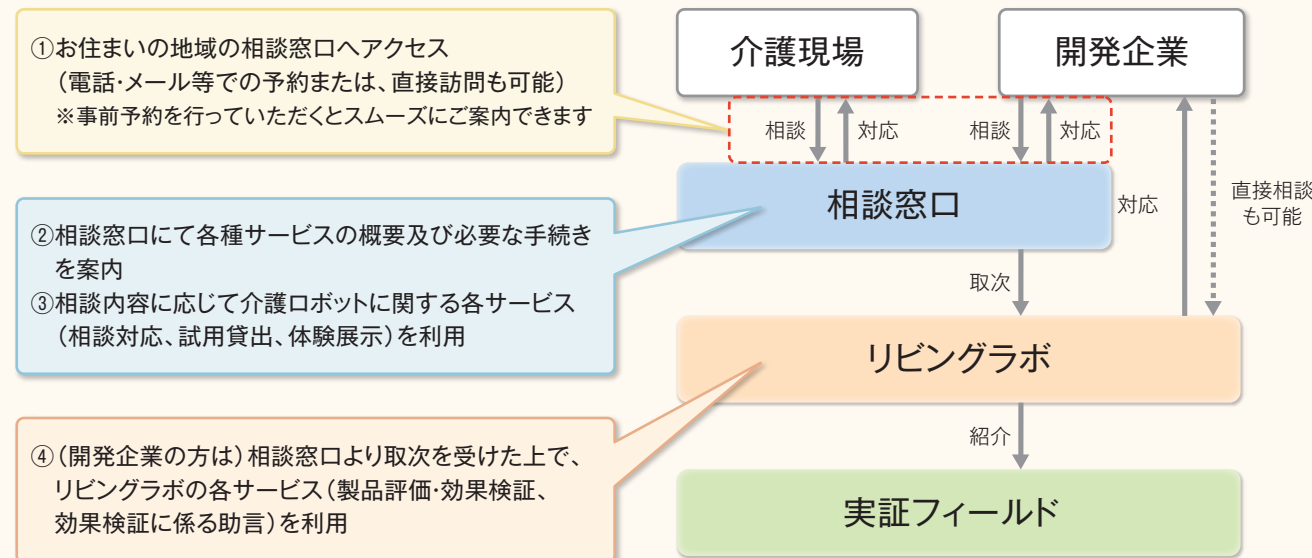 ①お住まいの地域の相談窓口へアクセス
（電話・メール等での予約または、直接訪問も可能）
※事前予約を行っていただくとスムーズにご案内できます
介護現場
開発企業
相談
対応
相談
対応
②相談窓口にて各種サービスの概要及び必要な手続き
を案内
③相談内容に応じて介護ロボットに関する各サービス
（相談対応、試用貸出、体験展示）を利用
相談窓口
対応
直接相談
も可能
取次
リビングラボ
④（開発企業の方は）相談窓口より取次を受けた上で、
リビングラボの各サービス（製品評価・効果検証、
効果検証に係る助言）を利用
紹介
実証フィールド